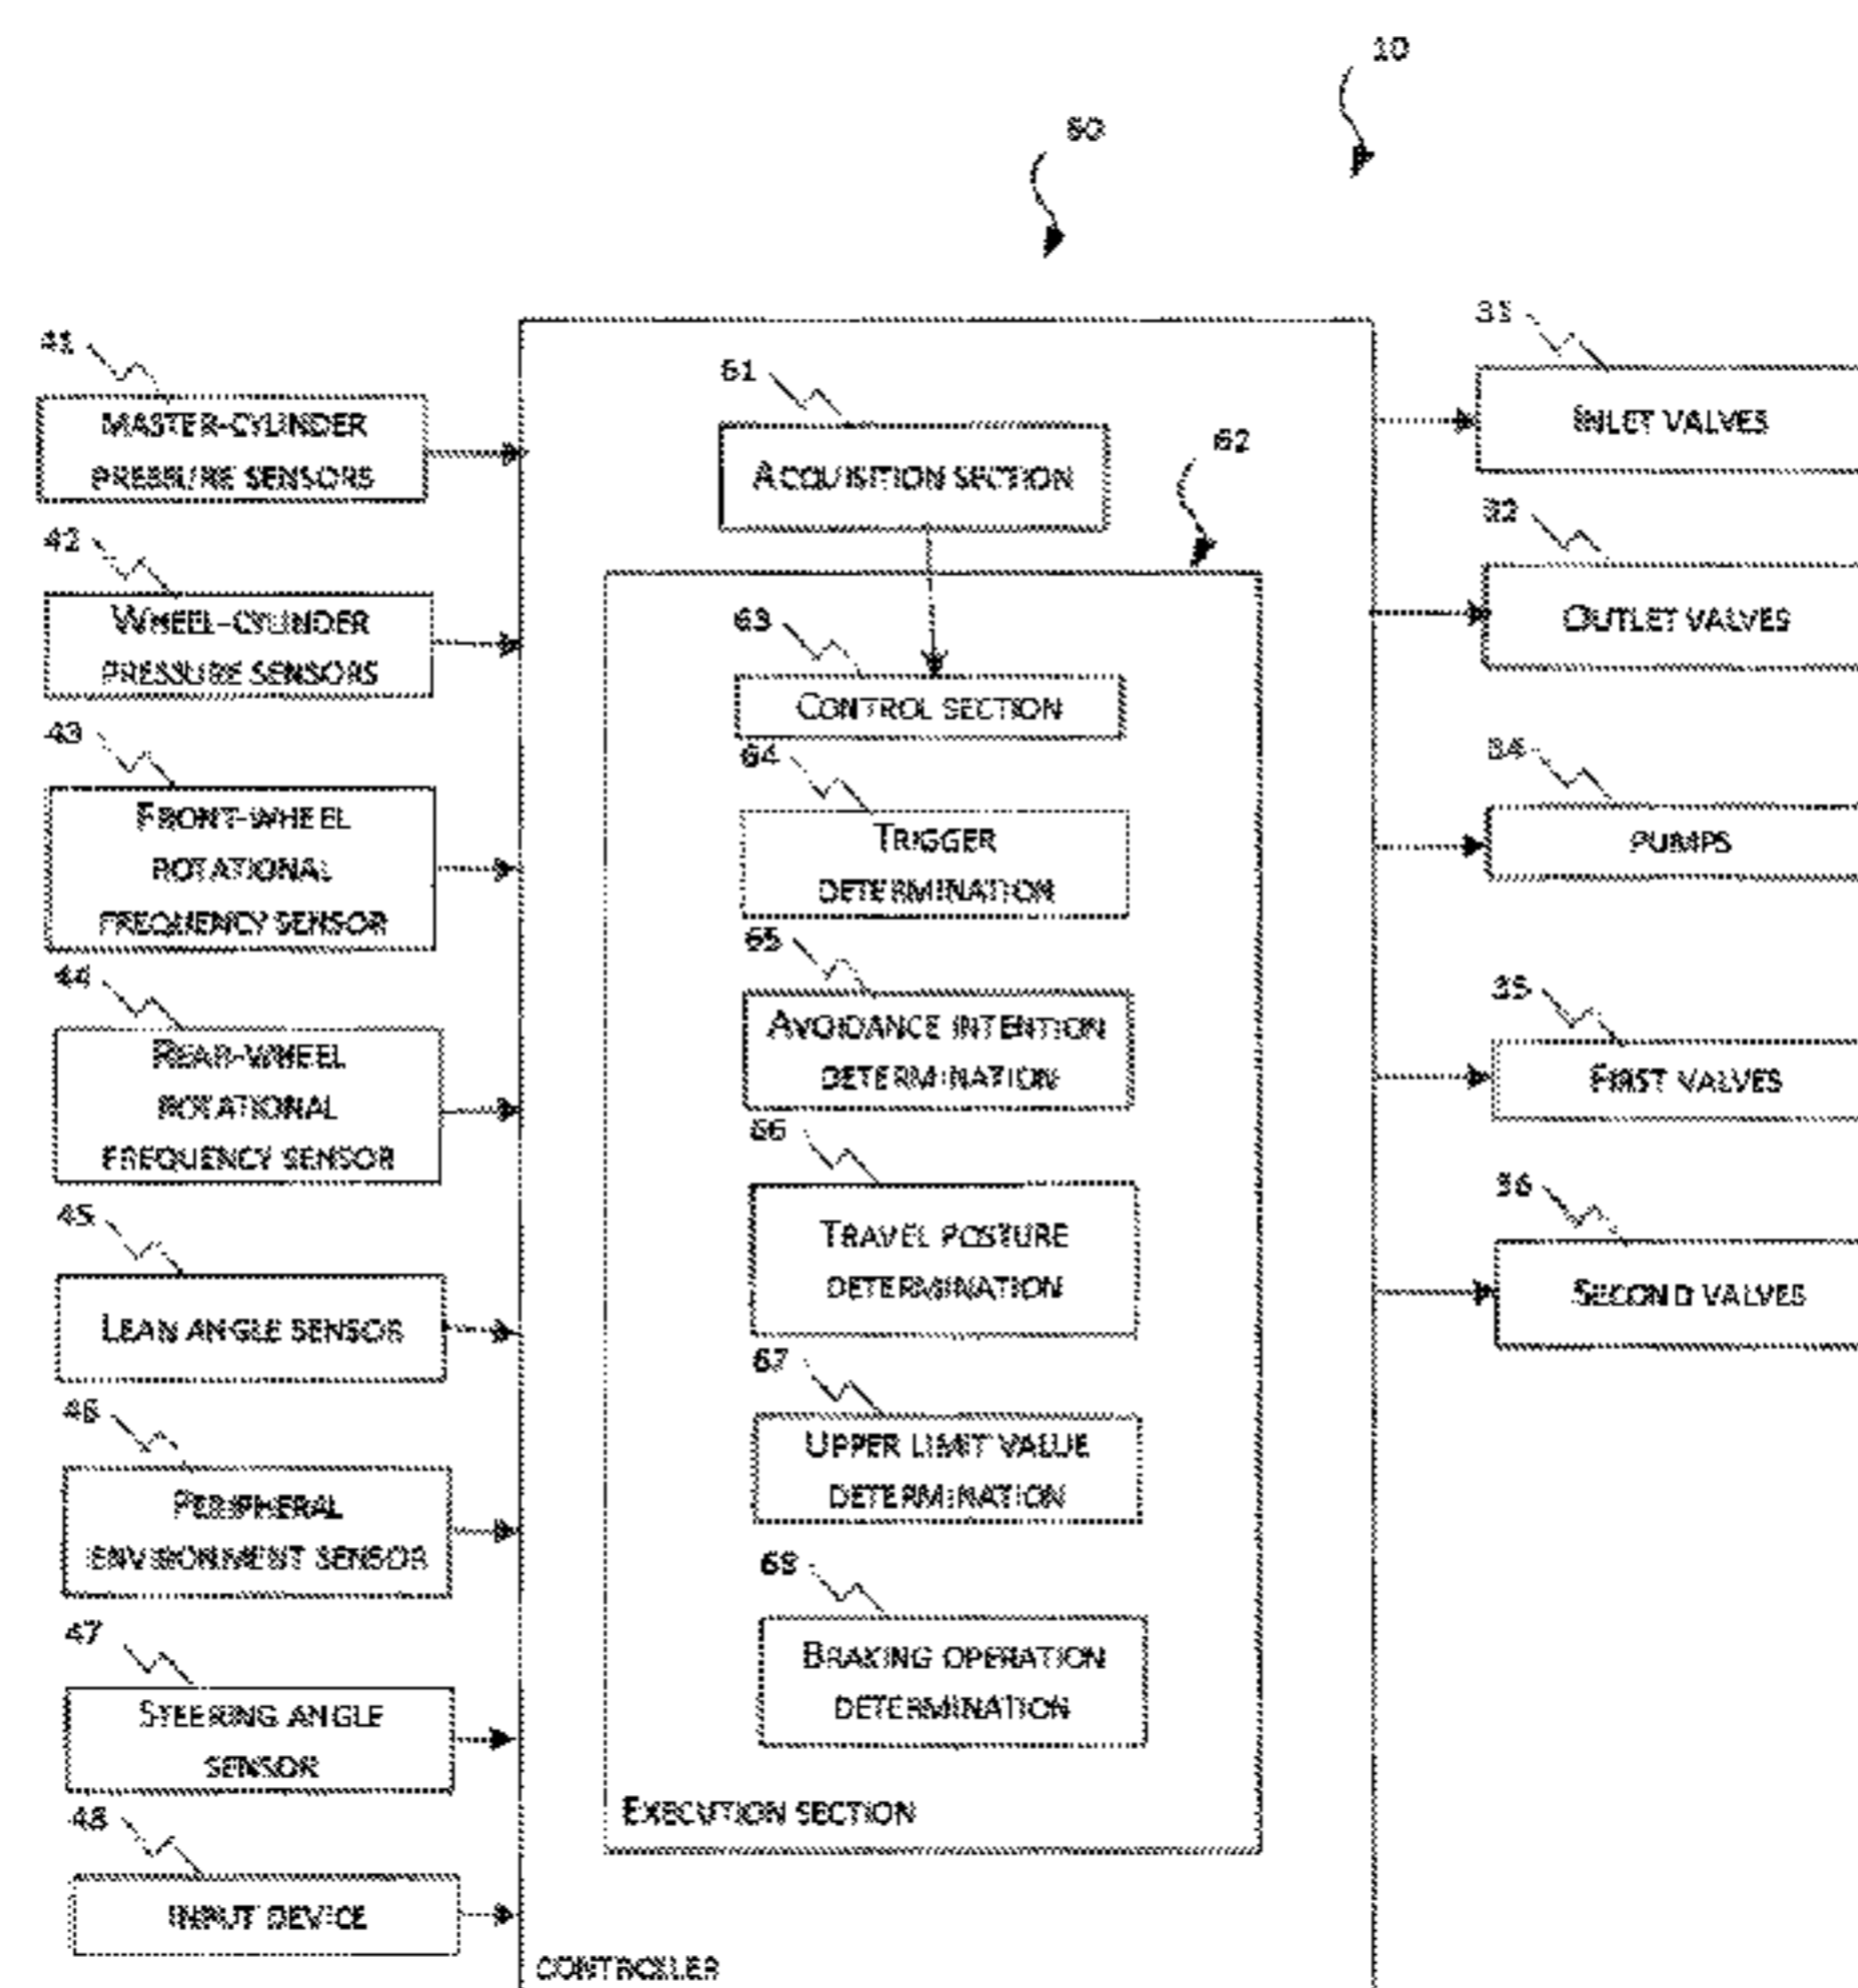 10
60
41
MASTER-CYLINDER
PRESSURE SENSORS
42
WHEEL-CYLINDER
PRESSURE SENSORS
43
FRONT-WHEEL
ROTATIONAL
FREQUENCY SENSOR
44
REAR-WHEEL
ROTATIONAL
FREQUENCY SENSOR
45
LEAN ANGLE SENSOR
46
PERIPHERAL
ENVIRONMENT SENSOR
47
STEERING ANGLE
SENSOR
48
INPUT DEVICE
61
ACQUISITION SECTION
62
63
CONTROL SECTION
64
TRIGGER
DETERMINATION
65
AVOIDANCE INTENTION
DETERMINATION
66
TRAVEL POSTURE
DETERMINATION
67
UPPER LIMIT VALUE
DETERMINATION
68
BRAKING OPERATION
DETERMINATION
EXECUTION SECTION
CONTROLLER
31
INLET VALVES
32
OUTLET VALVES
34
PUMPS
35
FIRST VALVES
36
SECOND VALVES